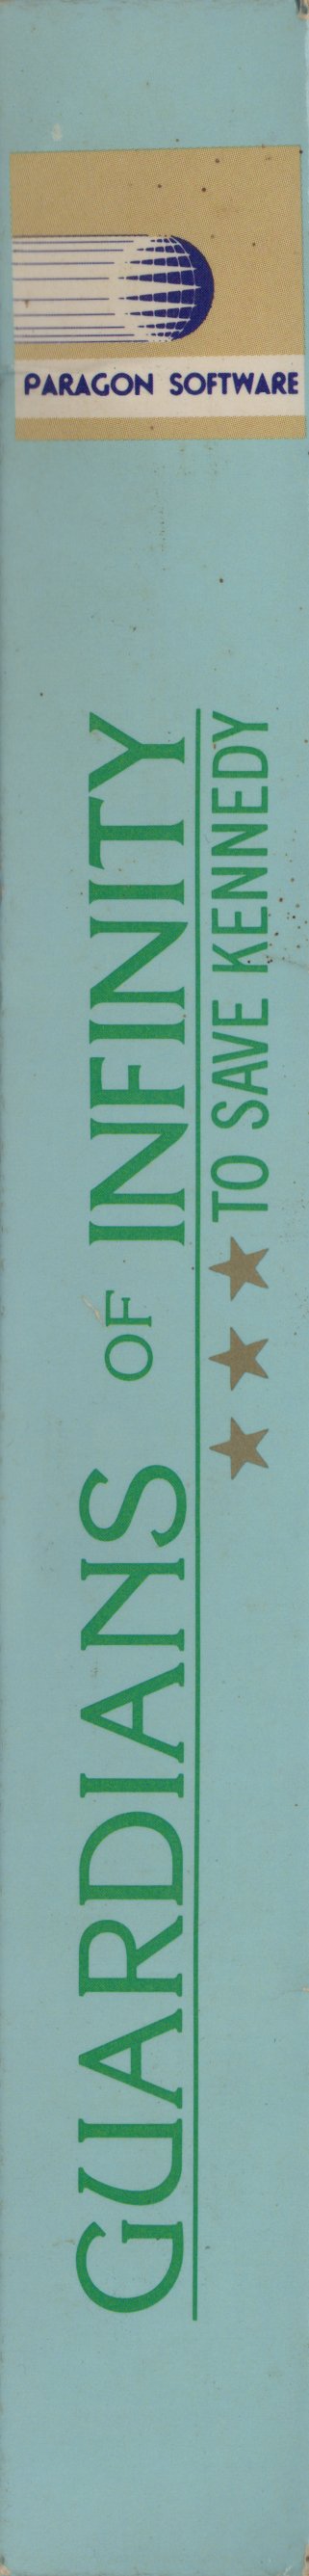 PARAGON SOFTWARE
GUARDIANS OF INFINITY
TO SAVE KENNEDY